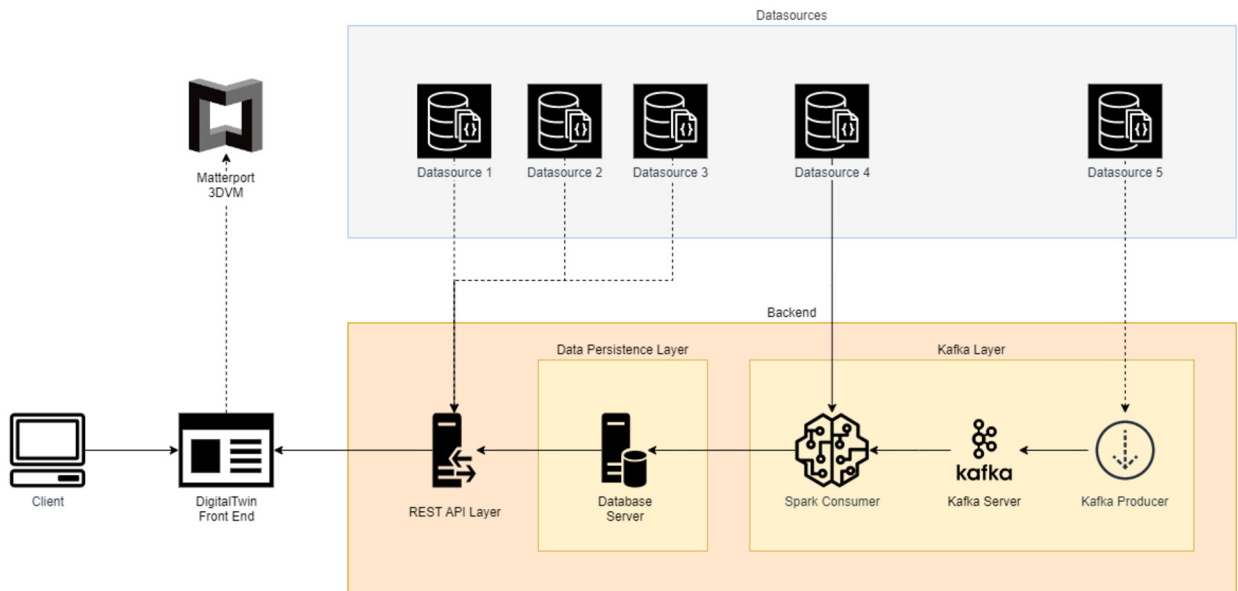 Datasources
Matterport
3DVM
Datasource 1
Datasource 2
Datasource 3
Datasource 4
Datasource 5
Backend
Data Persistence Layer
Kafka Layer
Client
DigitalTwin
Front End
REST API Layer
Database
Server
Spark Consumer
kafka
Kafka Server
Kafka Producer